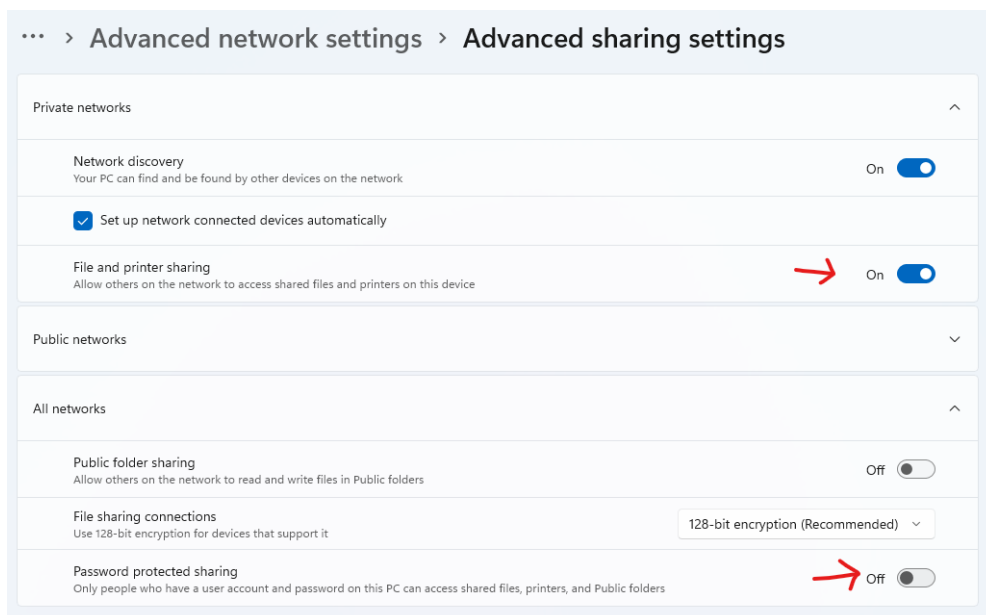 ... > Advanced network settings > Advanced sharing settings
Private networks
Network discovery
Your PC can find and be found by other devices on the network
On
Set up network connected devices automatically
File and printer sharing
Allow others on the network to access shared files and printers on this device
On
Public networks
All networks
Public folder sharing
Allow others on the network to read and write files in Public folders
Off
File sharing connections
Use 128-bit encryption for devices that support it
128-bit encryption (Recommended)
Password protected sharing
Only people who have a user account and password on this PC can access shared files, printers, and Public folders
Off